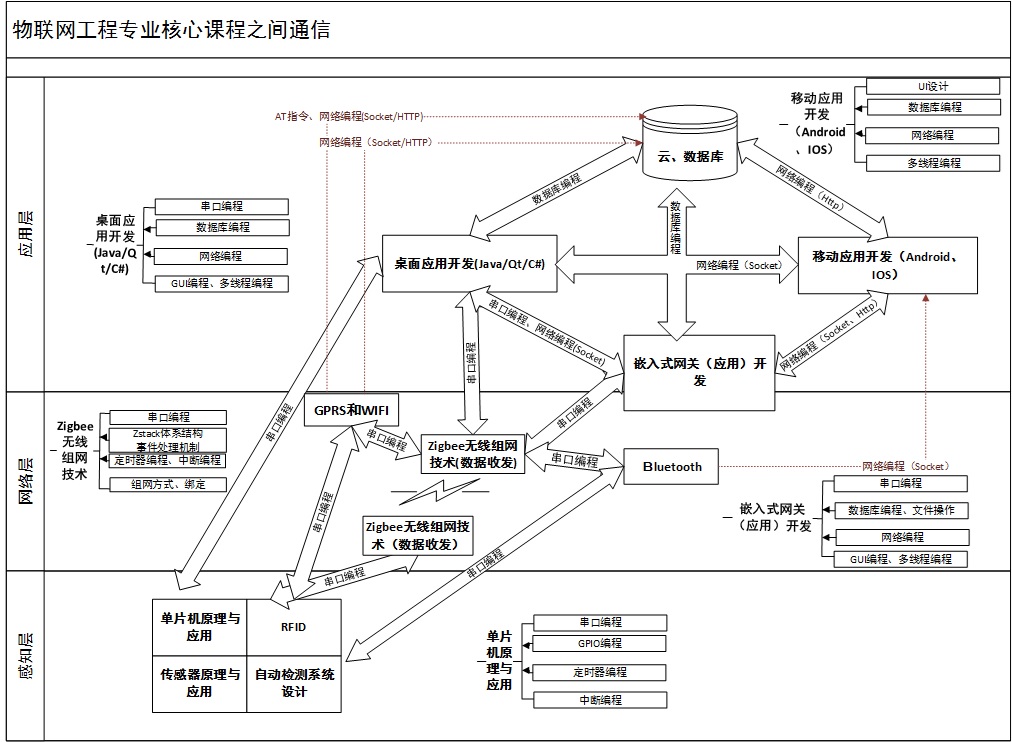 物联网工程专业核心课程之间通信
应用层
AT指令、网络编程(Socket/HTTP)
网络编程（Socket/HTTP）
云、数据库
移动应用
开发
（Android
、IOS）
UI设计
数据库编程
网络编程
多线程编程
桌面应
用开发
(Java/Q
t/C#)
串口编程
数据库编程
网络编程
GUI编程、多线程编程
数据库编程
数据库编程
网络编程（Http）
桌面应用开发(Java/Qt/C#)
网络编程（Socket）
移动应用开发（Android、
IOS）
串口编程
串口编程、网络编程(Socket)
网络编程（Socket、Http）
嵌入式网关（应用）开
发
网络层
Zigbee
无线
组网
技术
串口编程
Zstack体系结构
事件处理机制
定时器编程、中断编程
组网方式、绑定
串口编程
GPRS和WIFI
串口编程
串口编程
Zigbee无线组网
技术(数据收发)
串口编程
Bluetooth
网络编程（Socket）
串口编程
Zigbee无线组网技
术（数据收发）
嵌入式网关
（应用）开发
串口编程
数据库编程、文件操作
网络编程
GUI编程、多线程编程
串口编程
串口编程
感知层
单片机原理与
应用
RFID
传感器原理与
应用
自动检测系统
设计
单片
机原
理与
应用
串口编程
GPIO编程
定时器编程
中断编程